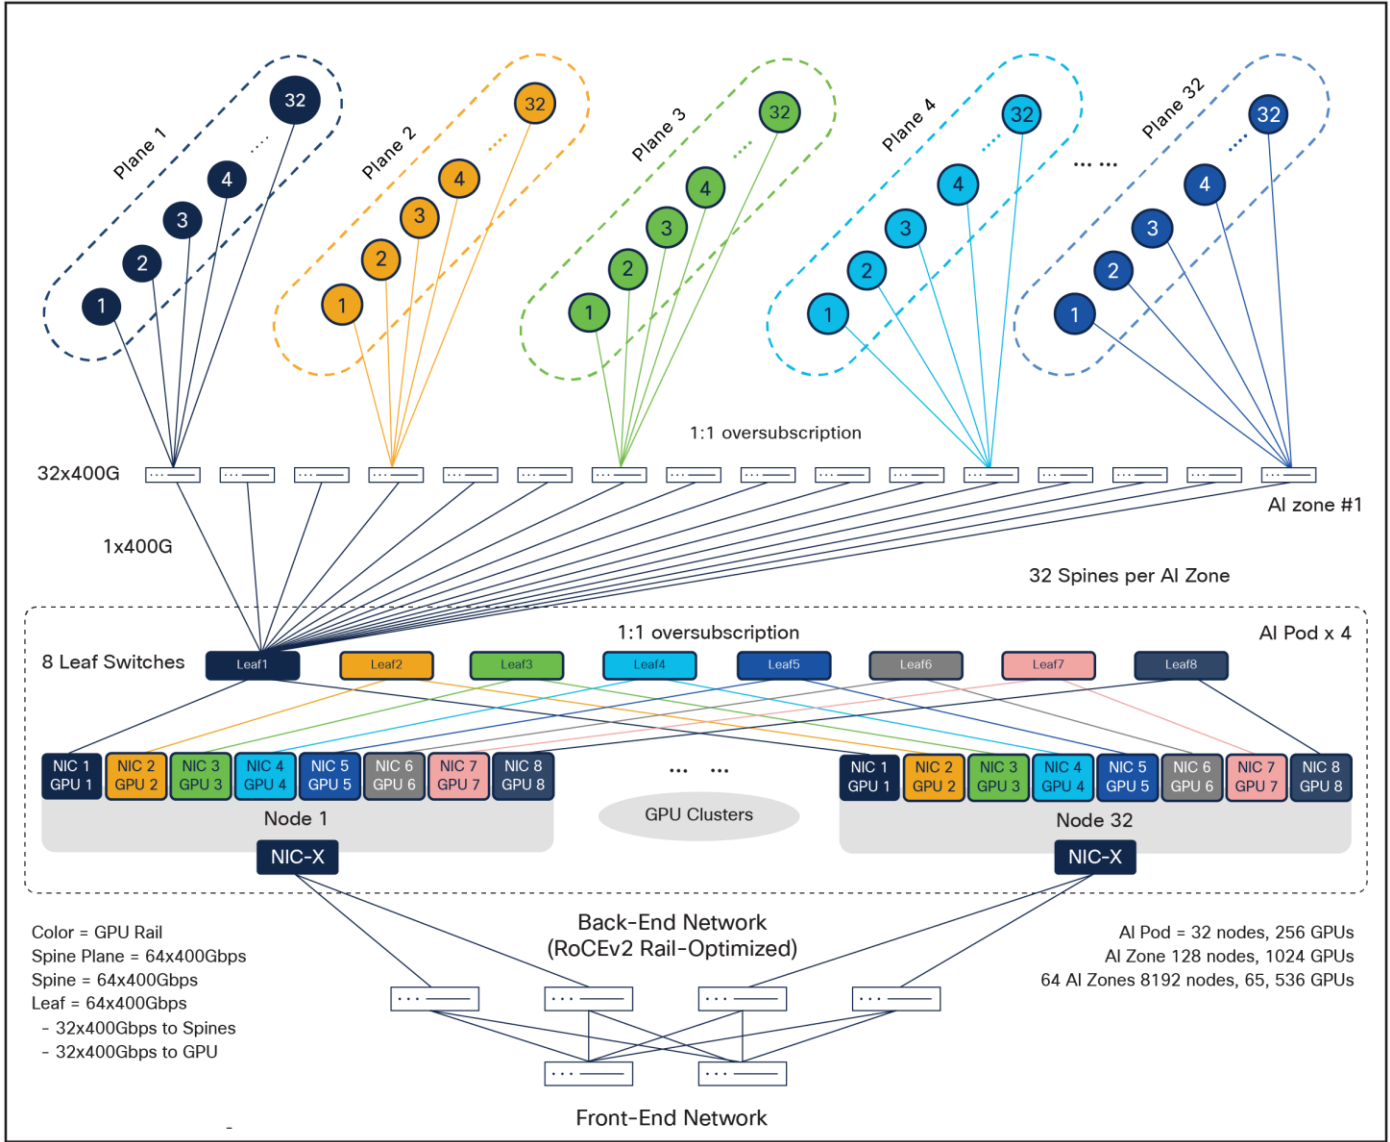 Plane 1
1
2
3
4
....
32
Plane 2
1
2
3
4
....
32
Plane 3
1
2
3
4
....
32
Plane 4
1
2
3
4
....
32
... ...
Plane 32
1
2
3
4
....
32
1:1 oversubscription
32x400G
AI zone #1
1x400G
32 Spines per AI Zone
1:1 oversubscription
AI Pod x 4
8 Leaf Switches
Leaf1
Leaf2
Leaf3
Leaf4
Leaf5
Leaf6
Leaf7
Leaf8
NIC 1
GPU 1
NIC 2
GPU 2
NIC 3
GPU 3
NIC 4
GPU 4
NIC 5
GPU 5
NIC 6
GPU 6
NIC 7
GPU 7
NIC 8
GPU 8
Node 1
NIC-X
... ...
GPU Clusters
NIC 1
GPU 1
NIC 2
GPU 2
NIC 3
GPU 3
NIC 4
GPU 4
NIC 5
GPU 5
NIC 6
GPU 6
NIC 7
GPU 7
NIC 8
GPU 8
Node 32
NIC-X
Back-End Network
(RoCEv2 Rail-Optimized)
Color = GPU Rail
Spine Plane = 64x400Gbps
Spine = 64x400Gbps
Leaf = 64x400Gbps
- 32x400Gbps to Spines
- 32x400Gbps to GPU
AI Pod = 32 nodes, 256 GPUs
AI Zone 128 nodes, 1024 GPUs
64 AI Zones 8192 nodes, 65, 536 GPUs
Front-End Network
-